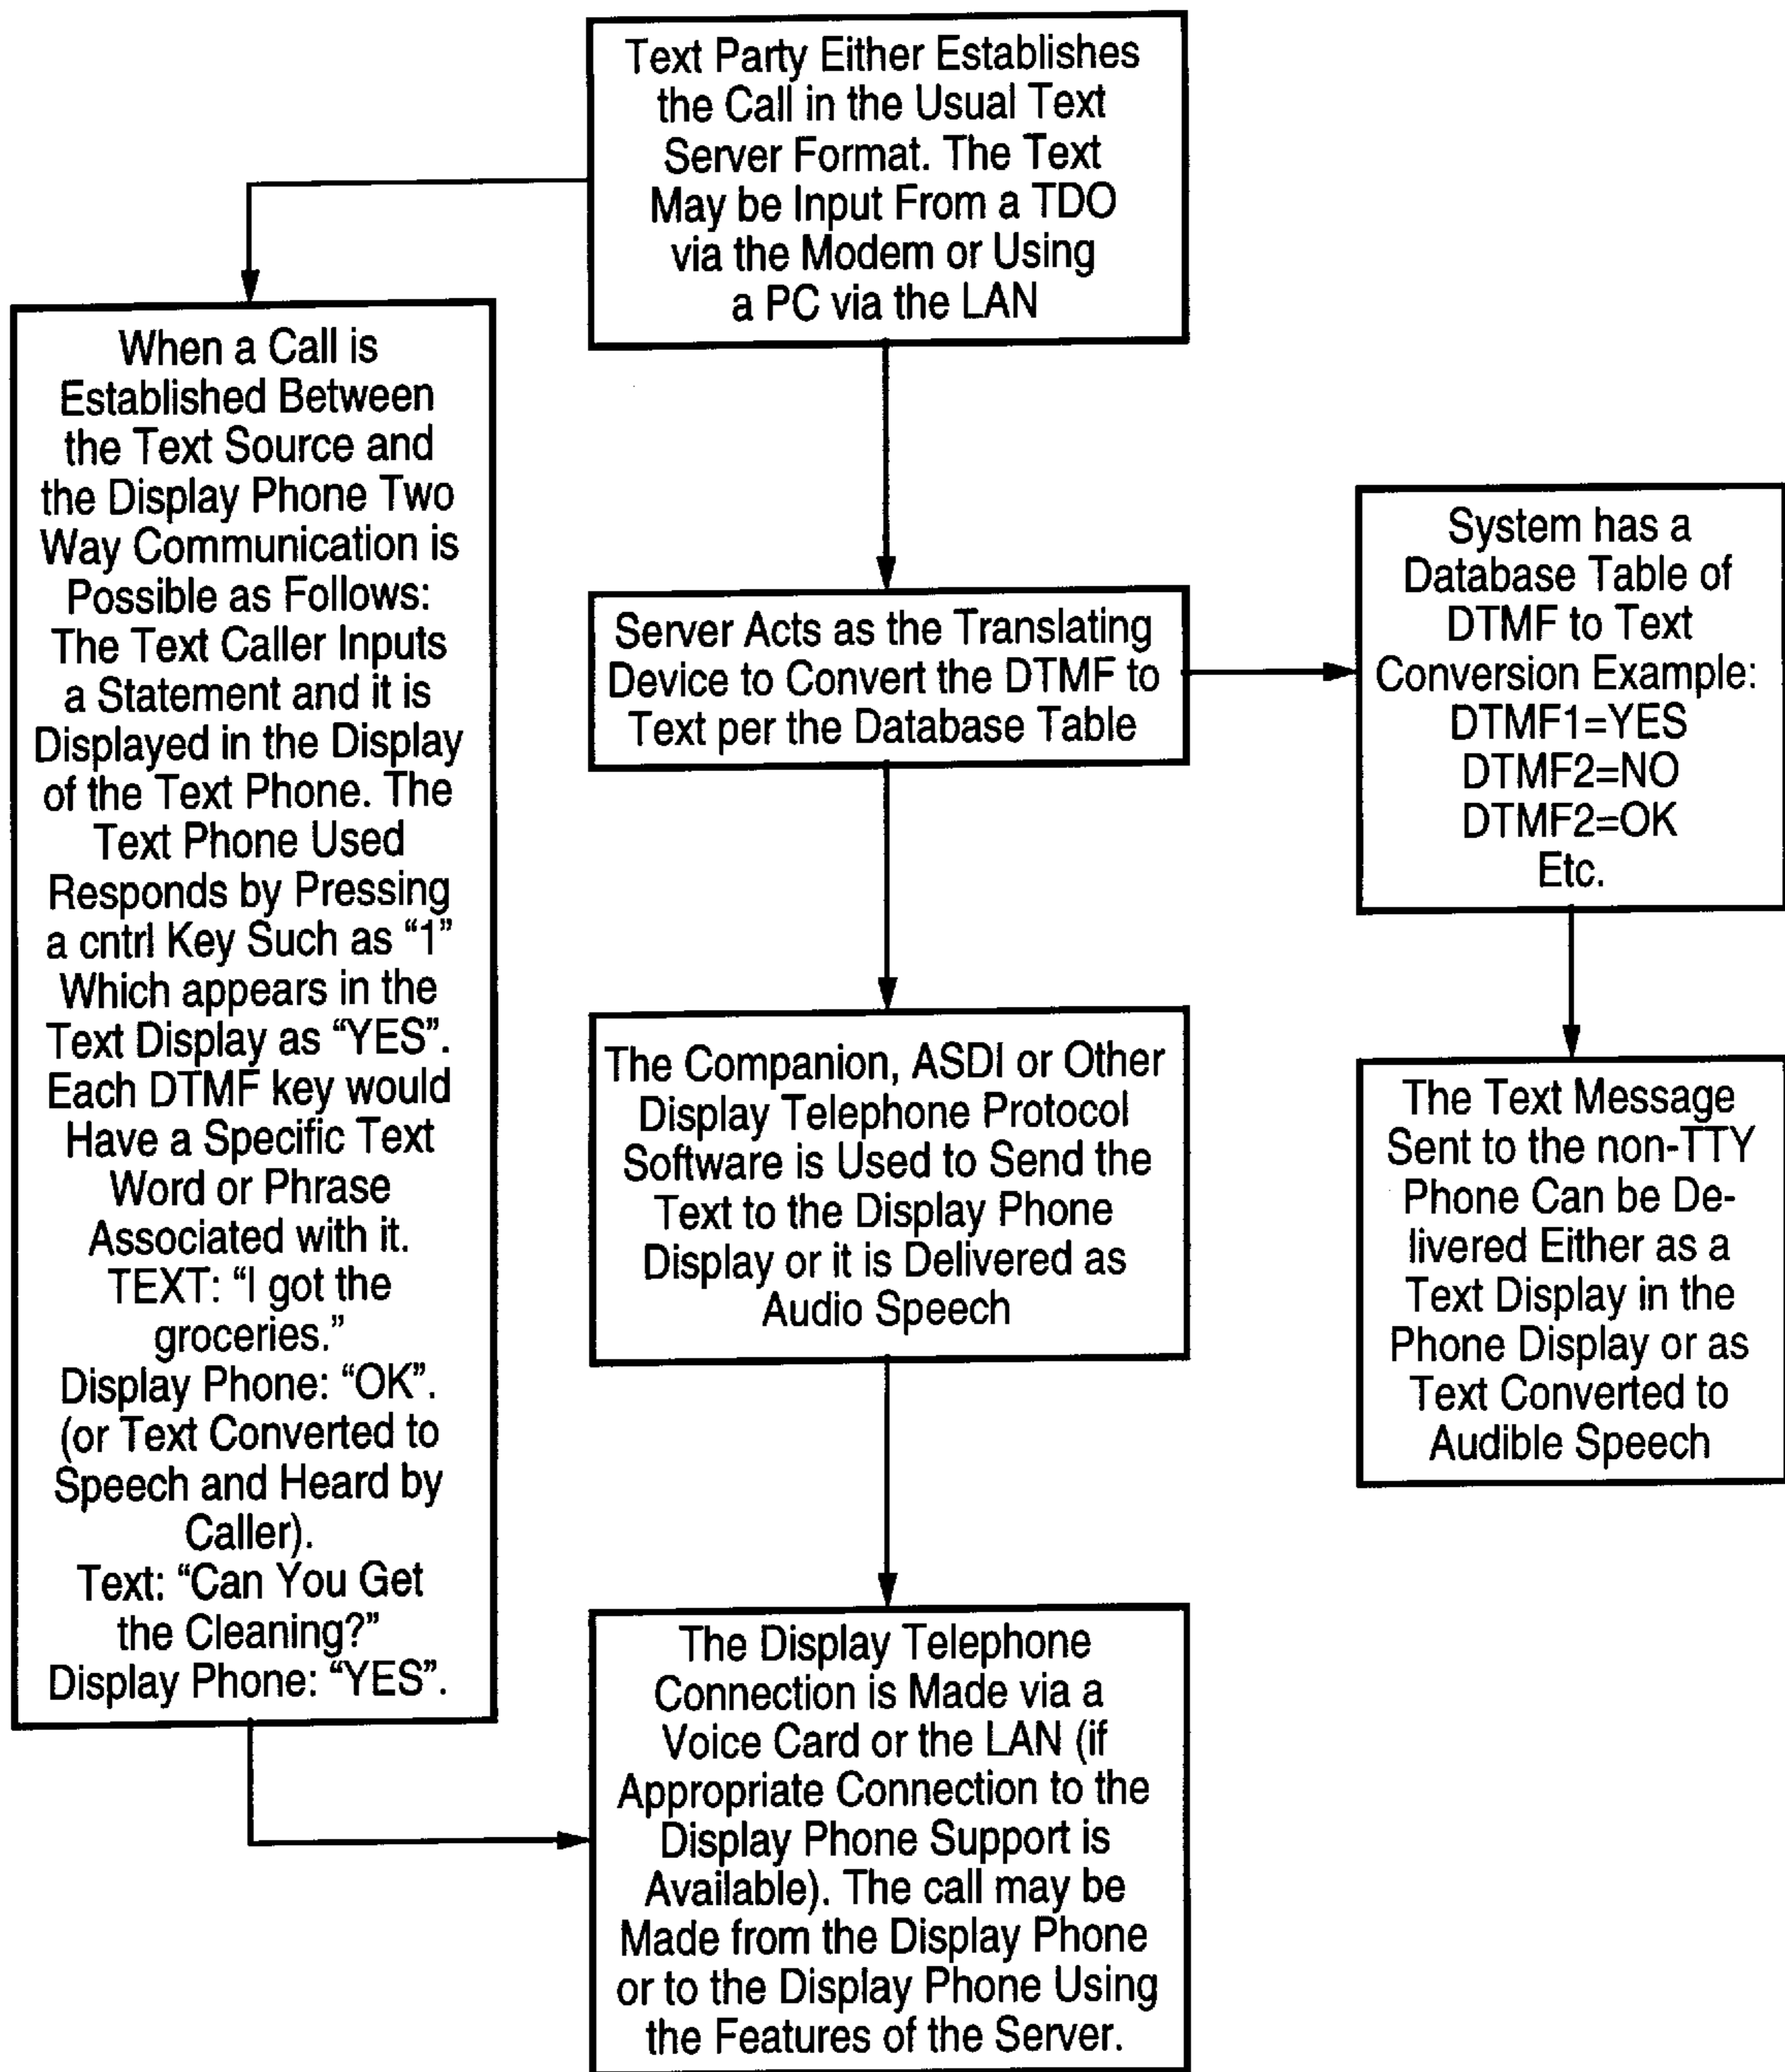 Text Party Either Establishes
the Call in the Usual Text
Server Format. The Text
May be Input From a TDO
via the Modem or Using
a PC via the LAN
When a Call is
Established Between
the Text Source and
the Display Phone Two
Way Communication is
Possible as Follows:
The Text Caller Inputs
a Statement and it is
Displayed in the Display
of the Text Phone. The
Text Phone Used
Responds by Pressing
a cntrl Key Such as “1”
Which appears in the
Text Display as “YES”.
Each DTMF key would
Have a Specific Text
Word or Phrase
Associated with it.
TEXT: “I got the
groceries.”
Display Phone: “OK”.
(or Text Converted to
Speech and Heard by
Caller).
Text: “Can You Get
the Cleaning?”
Display Phone: “YES”.
Server Acts as the Translating
Device to Convert the DTMF to
Text per the Database Table
System has a
Database Table of
DTMF to Text
Conversion Example:
DTMF1=YES
DTMF2=NO
DTMF2=OK
Etc.
The Companion, ASDI or Other
Display Telephone Protocol
Software is Used to Send the
Text to the Display Phone
Display or it is Delivered as
Audio Speech
The Text Message
Sent to the non-TTY
Phone Can be De-
livered Either as a
Text Display in the
Phone Display or as
Text Converted to
Audible Speech
The Display Telephone
Connection is Made via a
Voice Card or the LAN (if
Appropriate Connection to the
Display Phone Support is
Available). The call may be
Made from the Display Phone
or to the Display Phone Using
the Features of the Server.